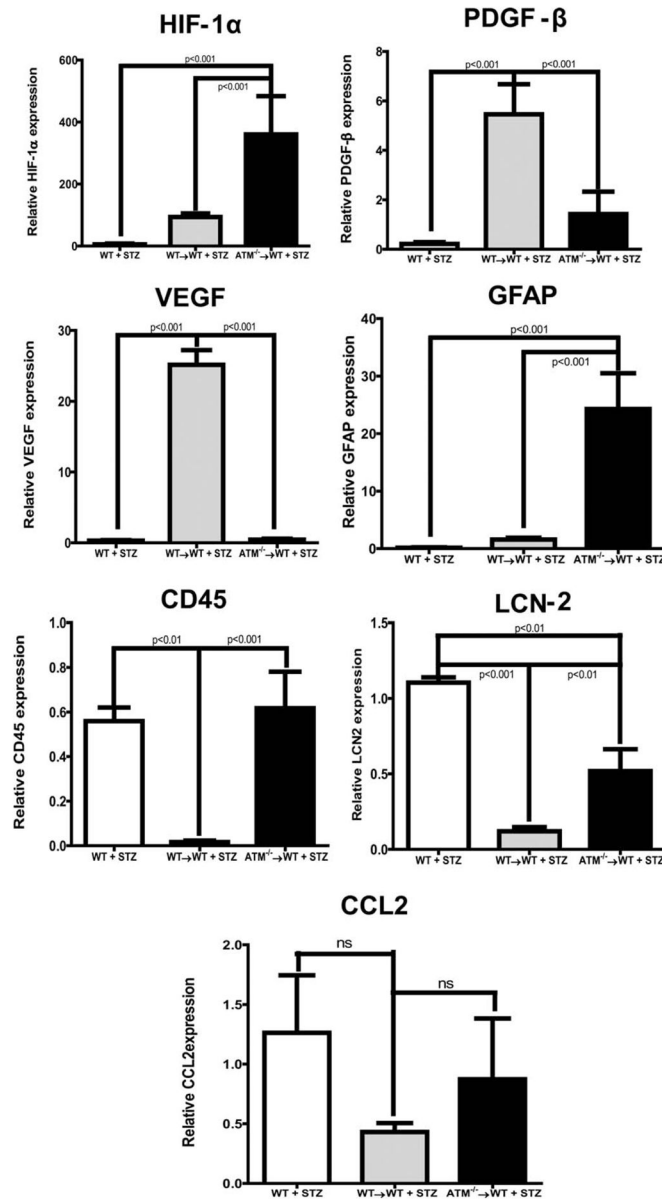 HIF-1α
600
400
200
0
Relative HIF-1α expression
p<0.001
p<0.001
WT + STZ
WT→WT + STZ
ATM-/-→WT + STZ
PDGF-β
8
6
4
2
0
Relative PDGF-β expression
p<0.001
p<0.001
WT + STZ
WT→WT + STZ
ATM-/-→WT + STZ
VEGF
30
20
10
0
Relative VEGF expression
p<0.001
p<0.001
WT + STZ
WT→WT + STZ
ATM-/-→WT + STZ
GFAP
40
30
20
10
0
Relative GFAP expression
p<0.001
p<0.001
WT + STZ
WT→WT + STZ
ATM-/-→WT + STZ
CD45
1.0
0.8
0.6
0.4
0.2
0.0
Relative CD45 expression
p<0.01
p<0.001
WT + STZ
WT→WT + STZ
ATM-/-→WT + STZ
LCN-2
1.5
1.0
0.5
0.0
Relative LCN2 expression
p<0.01
p<0.001
p<0.01
WT + STZ
WT→WT + STZ
ATM-/-→WT + STZ
CCL2
2.0
1.5
1.0
0.5
0.0
Relative CCL2expression
ns
ns
WT + STZ
WT→WT + STZ
ATM-/-→WT + STZ